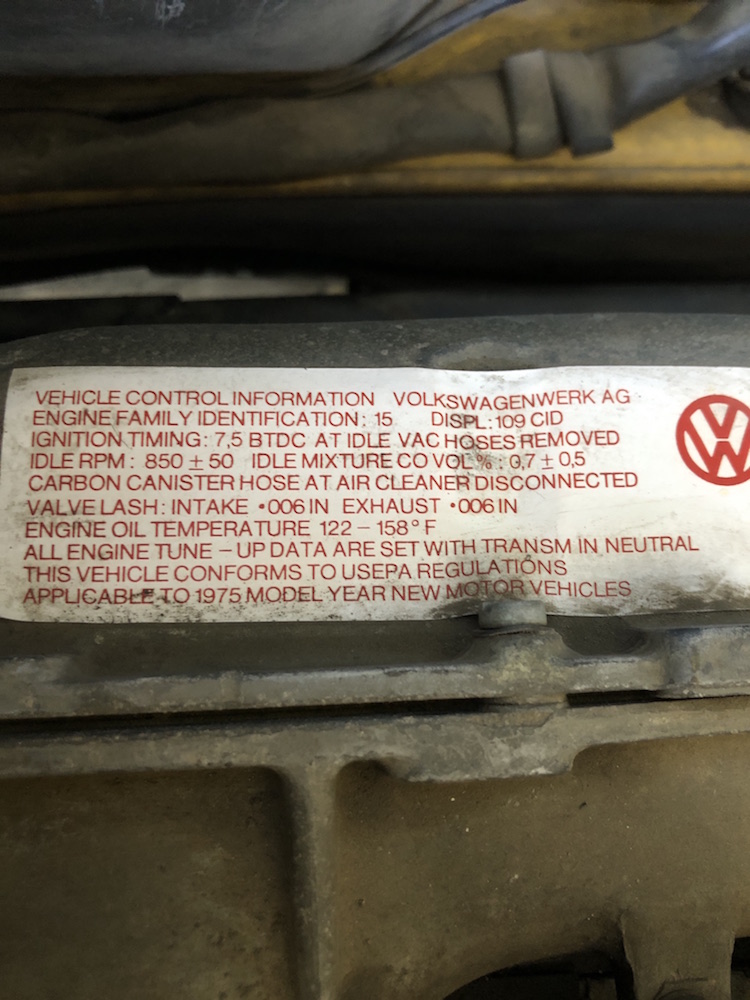 VEHICLE CONTROL INFORMATION VOLKSWAGENWERK AG
ENGINE FAMILY IDENTIFICATION: 15 DISPL: 109 CID
IGNITION TIMING: 7,5 BTDC AT IDLE VAC HOSES REMOVED
IDLE RPM: 850 ± 50 IDLE MIXTURE CO VOL %: 0,7 ± 0,5
CARBON CANISTER HOSE AT AIR CLEANER DISCONNECTED
VALVE LASH: INTAKE •006 IN EXHAUST •006 IN
ENGINE OIL TEMPERATURE 122 – 158° F
ALL ENGINE TUNE – UP DATA ARE SET WITH TRANSM IN NEUTRAL
THIS VEHICLE CONFORMS TO USEPA REGULATIONS
APPLICABLE TO 1975 MODEL YEAR NEW MOTOR VEHICLES
VW